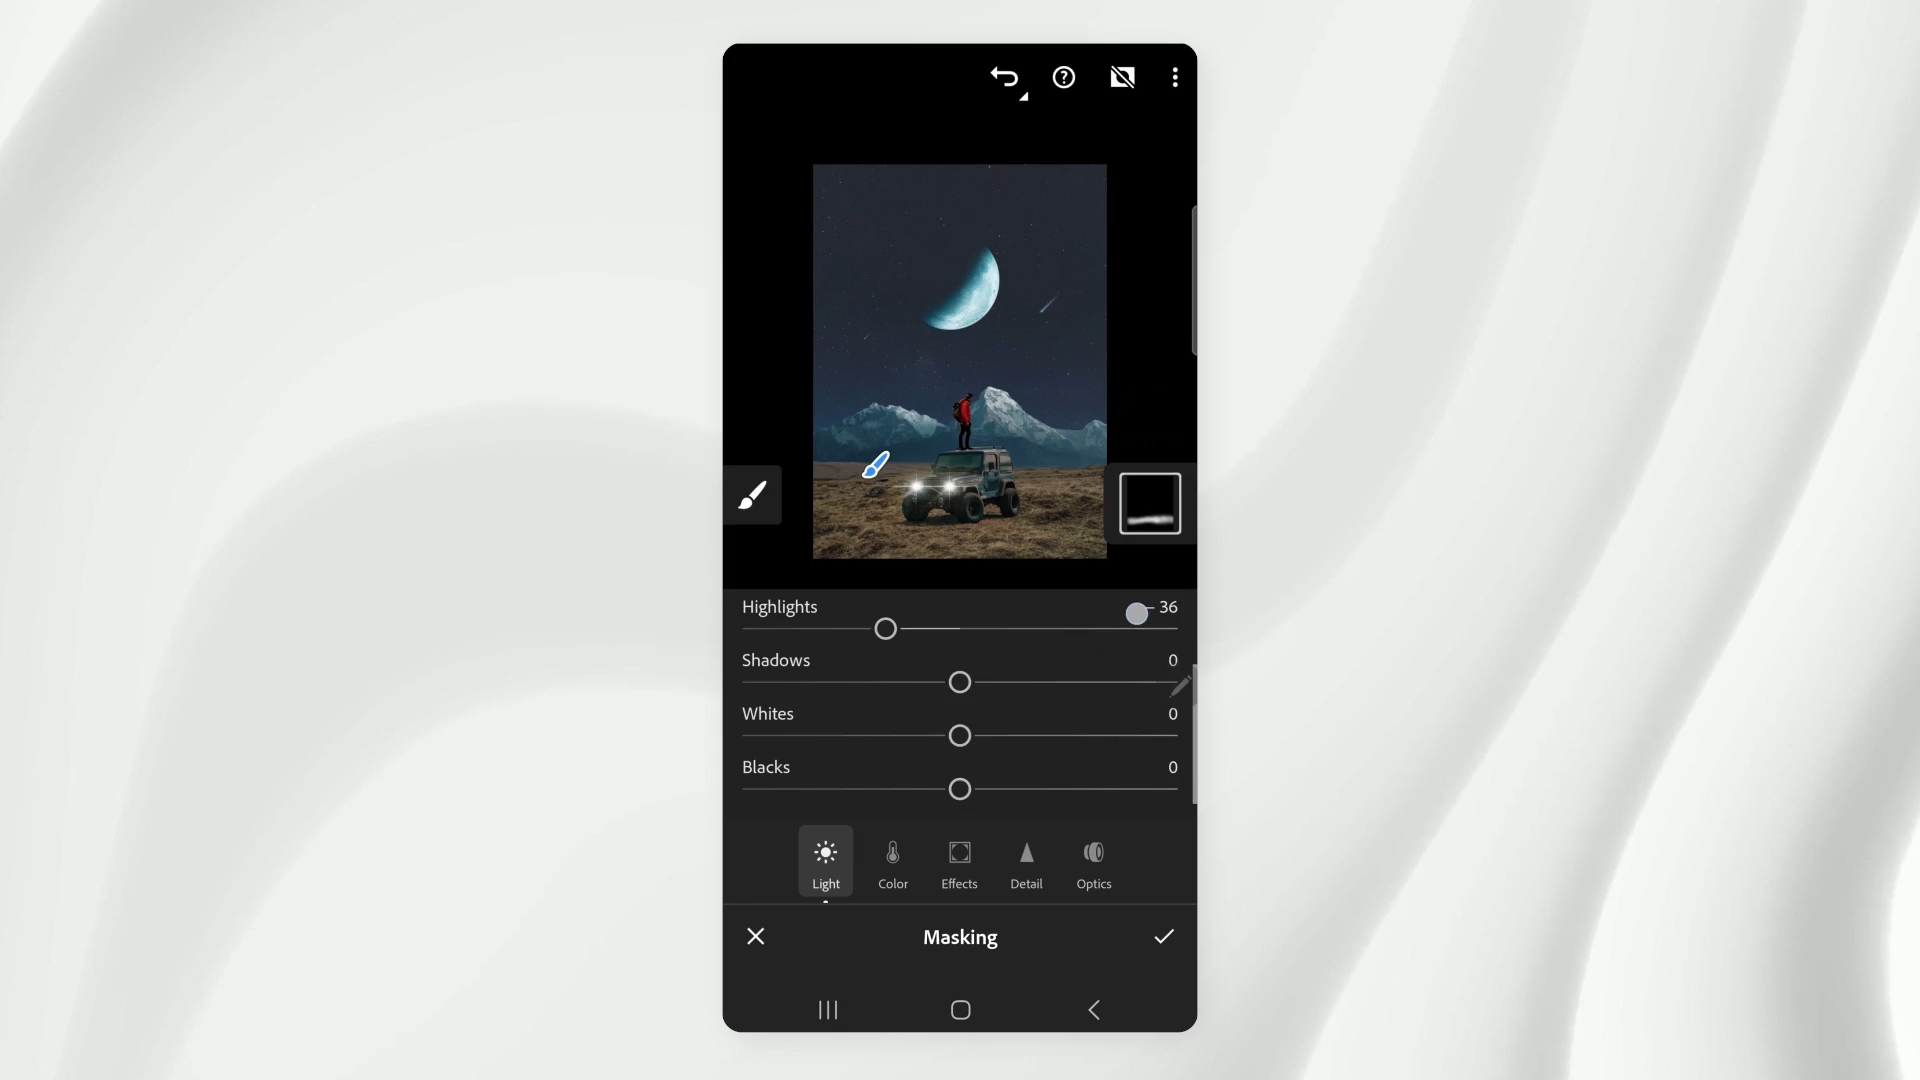 Highlights - 36
Shadows 0
Whites 0
Blacks 0
Light Color Effects Detail Optics
Masking